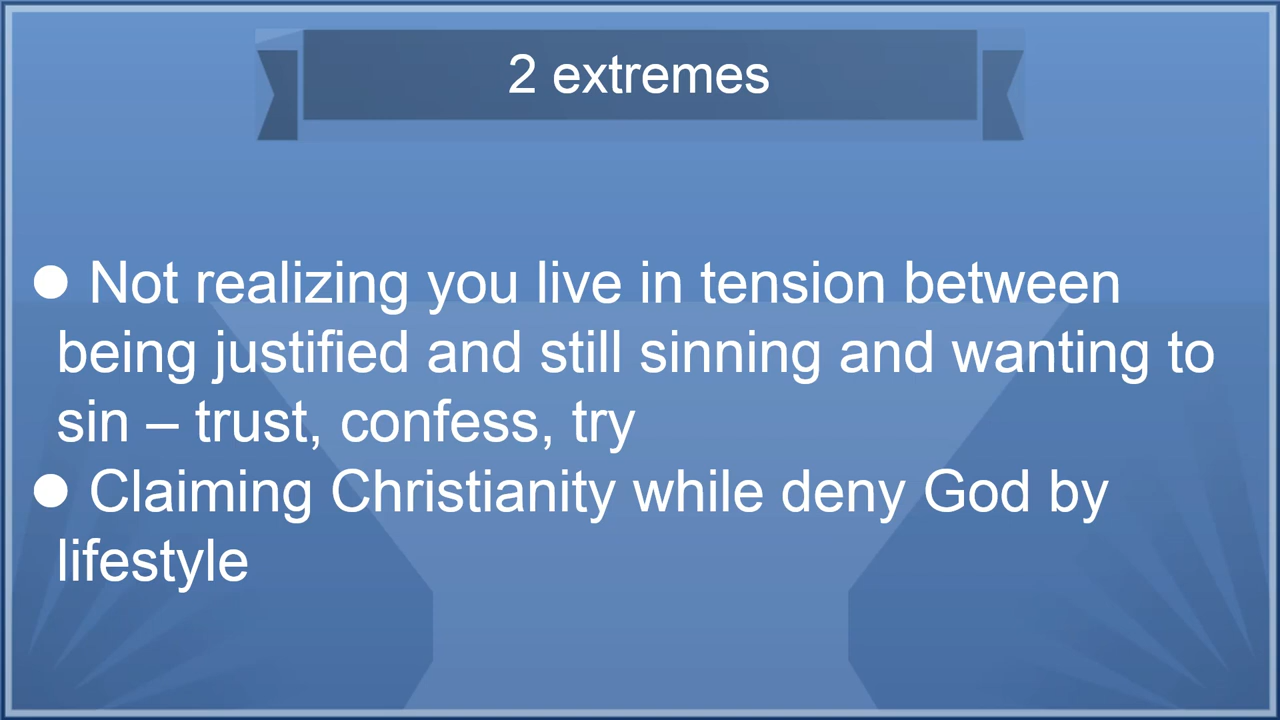 2 extremes
● Not realizing you live in tension between
being justified and still sinning and wanting to
sin – trust, confess, try
● Claiming Christianity while deny God by
lifestyle